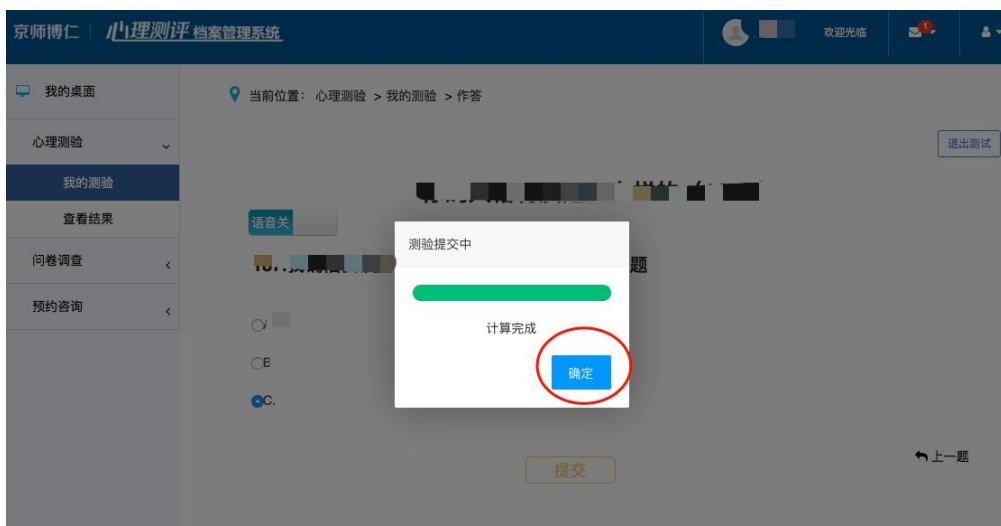 京师博仁 心理测评 档案管理系统
欢迎光临
1
我的桌面
当前位置： 心理测验 > 我的测验 > 作答
心理测验
退出测试
我的测验
查看结果
语音关
测验提交中
问卷调查
题
预约咨询
计算完成
B
确定
C.
上一题
提交